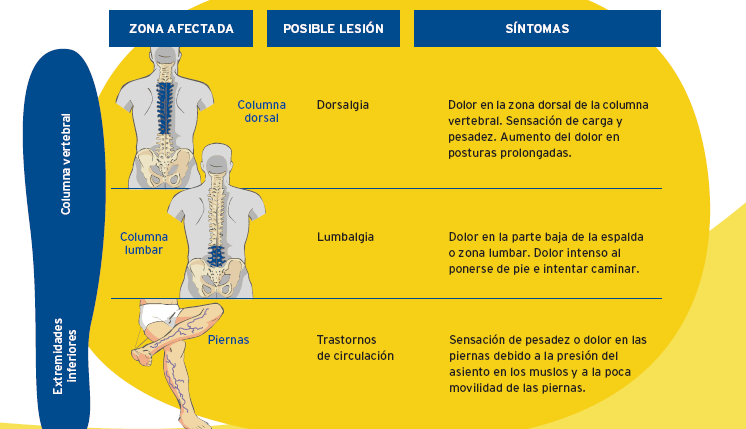 ZONA AFECTADA
POSIBLE LESIÓN
SÍNTOMAS
Columna vertebral
Columna
dorsal
Dorsalgia
Dolor en la zona dorsal de la columna
vertebral. Sensación de carga y
pesadez. Aumento del dolor en
posturas prolongadas.
Columna
lumbar
Lumbalgia
Dolor en la parte baja de la espalda
o zona lumbar. Dolor intenso al
ponerse de pie e intentar caminar.
Extremidades
inferiores
Piernas
Trastornos
de circulación
Sensación de pesadez o dolor en las
piernas debido a la presión del
asiento en los muslos y a la poca
movilidad de las piernas.